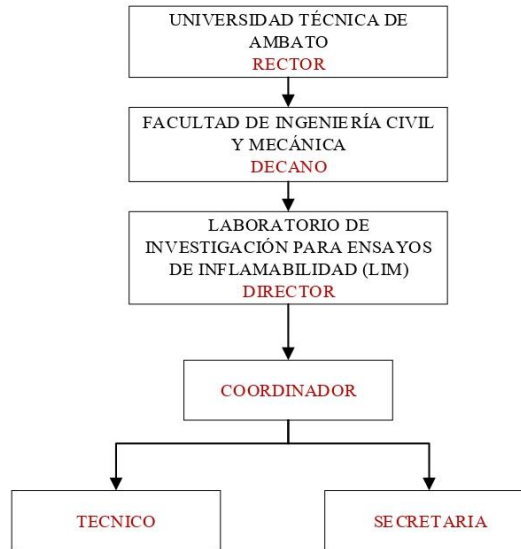 UNIVERSIDAD TÉCNICA DE
AMBATO
RECTOR
FACULTAD DE INGENIERÍA CIVIL
Y MECÁNICA
DECANO
LABORATORIO DE
INVESTIGACIÓN PARA ENSAYOS
DE INFLAMABILIDAD (LIM)
DIRECTOR
COORDINADOR
TECNICO
SECRETARIA